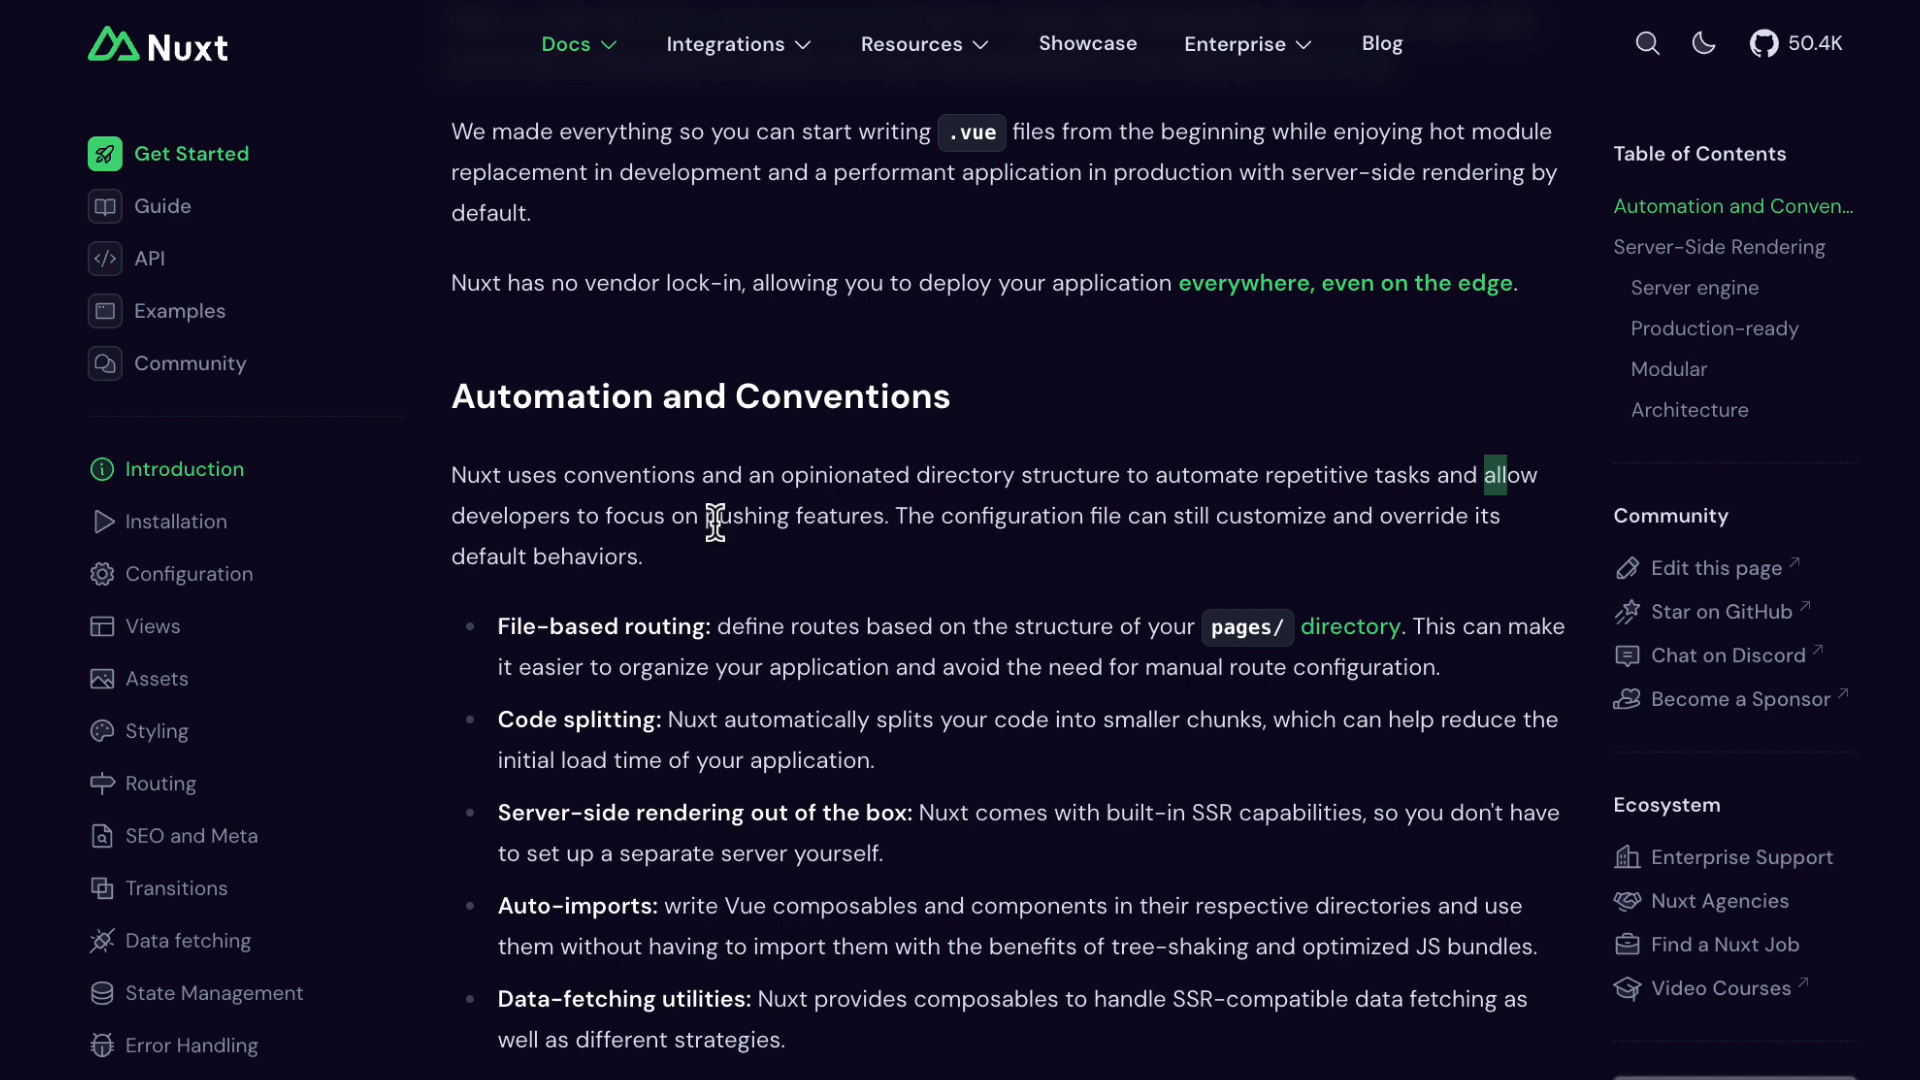 Nuxt
Docs
Integrations
Resources
Showcase
Enterprise
Blog
50.4K
Get Started
Guide
API
Examples
Community
Introduction
Installation
Configuration
Views
Assets
Styling
Routing
SEO and Meta
Transitions
Data fetching
State Management
Error Handling
We made everything so you can start writing .vue files from the beginning while enjoying hot module
replacement in development and a performant application in production with server-side rendering by
default.
Nuxt has no vendor lock-in, allowing you to deploy your application everywhere, even on the edge.
Automation and Conventions
Nuxt uses conventions and an opinionated directory structure to automate repetitive tasks and allow
developers to focus on pushing features. The configuration file can still customize and override its
default behaviors.
File-based routing: define routes based on the structure of your pages/ directory. This can make
it easier to organize your application and avoid the need for manual route configuration.
Code splitting: Nuxt automatically splits your code into smaller chunks, which can help reduce the
initial load time of your application.
Server-side rendering out of the box: Nuxt comes with built-in SSR capabilities, so you don't have
to set up a separate server yourself.
Auto-imports: write Vue composables and components in their respective directories and use
them without having to import them with the benefits of tree-shaking and optimized JS bundles.
Data-fetching utilities: Nuxt provides composables to handle SSR-compatible data fetching as
well as different strategies.
Table of Contents
Automation and Conven...
Server-Side Rendering
Server engine
Production-ready
Modular
Architecture
Community
Edit this page
Star on GitHub
Chat on Discord
Become a Sponsor
Ecosystem
Enterprise Support
Nuxt Agencies
Find a Nuxt Job
Video Courses